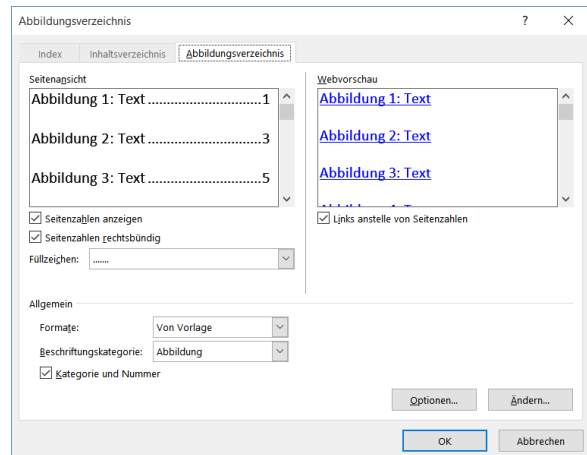 Abbildungsverzeichnis ? X
Index Inhaltsverzeichnis Abbildungsverzeichnis
Seitenansicht
Abbildung 1: Text..............................1
Abbildung 2: Text..............................3
Abbildung 3: Text..............................5
Seitenzahlen anzeigen
Seitenzahlen rechtsbündig
Füllzeichen: .......
Webvorschau
Abbildung 1: Text
Abbildung 2: Text
Abbildung 3: Text
Links anstelle von Seitenzahlen
Allgemein
Formate: Von Vorlage
Beschriftungskategorie: Abbildung
Kategorie und Nummer
Optionen... Ändern...
OK Abbrechen